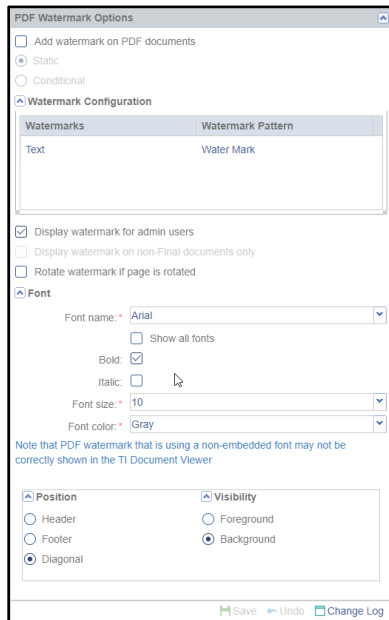 PDF Watermark Options
Add watermark on PDF documents
Static
Conditional
Watermark Configuration
Watermarks Watermark Pattern
Text Water Mark
Display watermark for admin users
Display watermark on non-Final documents only
Rotate watermark if page is rotated
Font
Font name:* Arial
Show all fonts
Bold:
Italic:
Font size:* 10
Font color:* Gray
Note that PDF watermark that is using a non-embedded font may not be
correctly shown in the TI Document Viewer
Position Visibility
Header Foreground
Footer Background
Diagonal
Save Undo Change Log